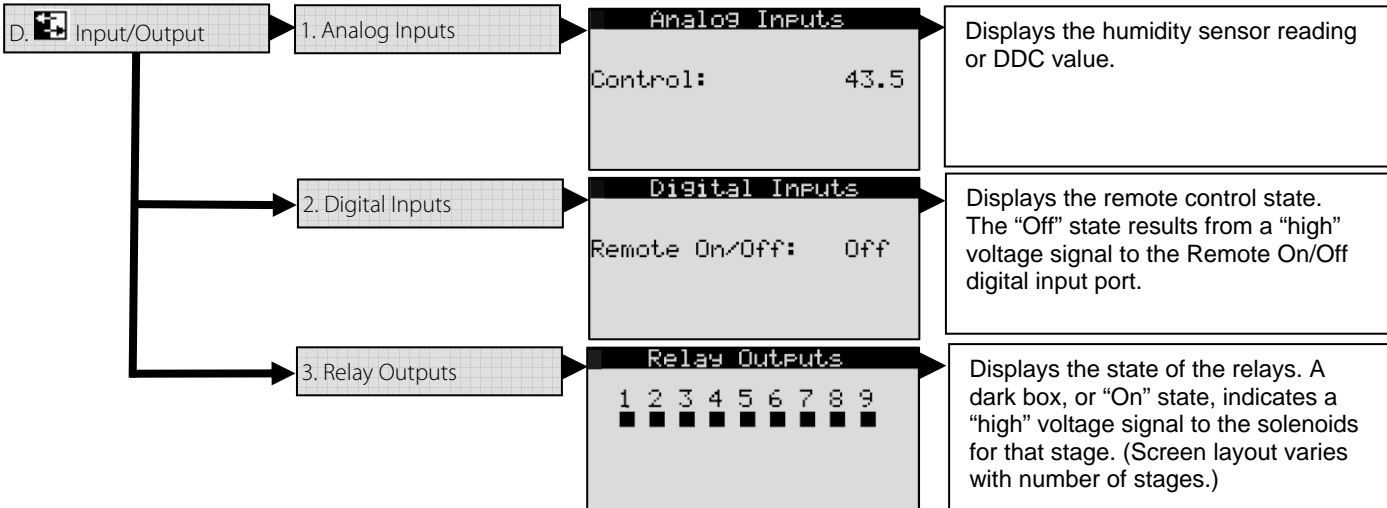 D. Input/Output
1. Analog Inputs
Analog Inputs
Control: 43.5
Displays the humidity sensor reading
or DDC value.
2. Digital Inputs
Digital Inputs
Remote On/Off: Off
Displays the remote control state.
The “Off” state results from a “high”
voltage signal to the Remote On/Off
digital input port.
3. Relay Outputs
Relay Outputs
1 2 3 4 5 6 7 8 9
Displays the state of the relays. A
dark box, or “On” state, indicates a
“high” voltage signal to the solenoids
for that stage. (Screen layout varies
with number of stages.)